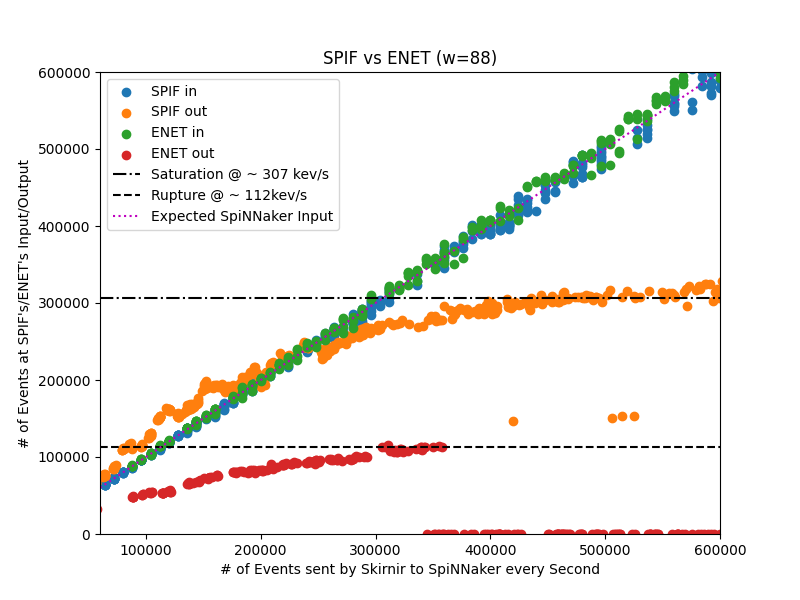 SPIF vs ENET (w=88)
SPIF in
SPIF out
ENET in
ENET out
Saturation @ ~ 307 kev/s
Rupture @ ~ 112kev/s
Expected SpiNNaker Input
# of Events at SPIF's/ENET's Input/Output
600000
500000
400000
300000
200000
100000
0
100000 200000 300000 400000 500000 600000
# of Events sent by Skirnir to SpiNNaker every Second